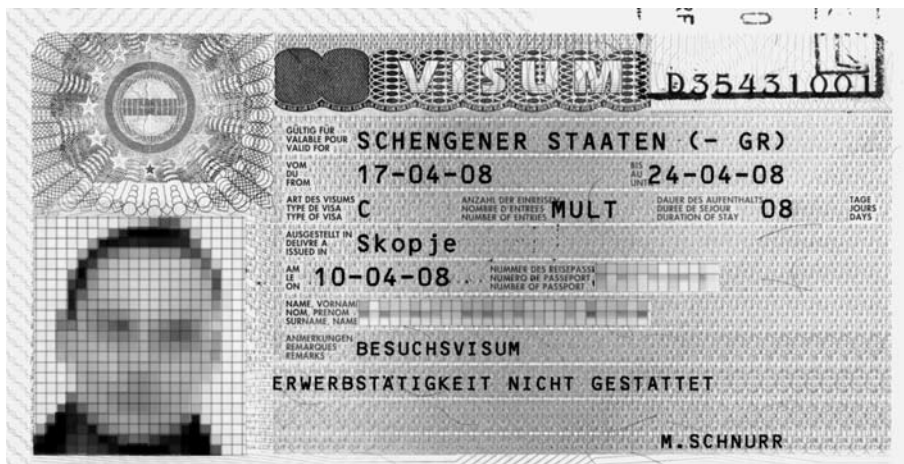 VISUM
D35431001
GÜLTIG FÜR
VALABLE POUR
VALID FOR
SCHENGENER STAATEN (- GR)
VOM
DU
FROM
17-04-08
BIS
AU
UNTIL
24-04-08
ART DES VISUMS
TYPE DE VISA
TYPE OF VISA
C
ANZAHL DER EINREISEN
NOMBRE D'ENTREES
NUMBER OF ENTRIES
MULT
DAUER DES AUFENTHALTS
DUREE DE SEJOUR
DURATION OF STAY
08
TAGE
JOURS
DAYS
AUSGESTELLT IN
DELIVRE A
ISSUED IN
Skopje
AM
LE
ON
10-04-08
NUMMER DES REISEPASS
NUMERO DE PASSEPORT
NUMBER OF PASSPORT
NAME, VORNAME
NOM, PRENOM
SURNAME, NAME
ANMERKUNGEN
REMARQUES
REMARKS
BESUCHSVISUM
ERWERBSTÄTIGKEIT NICHT GESTATTET
M.SCHNURR